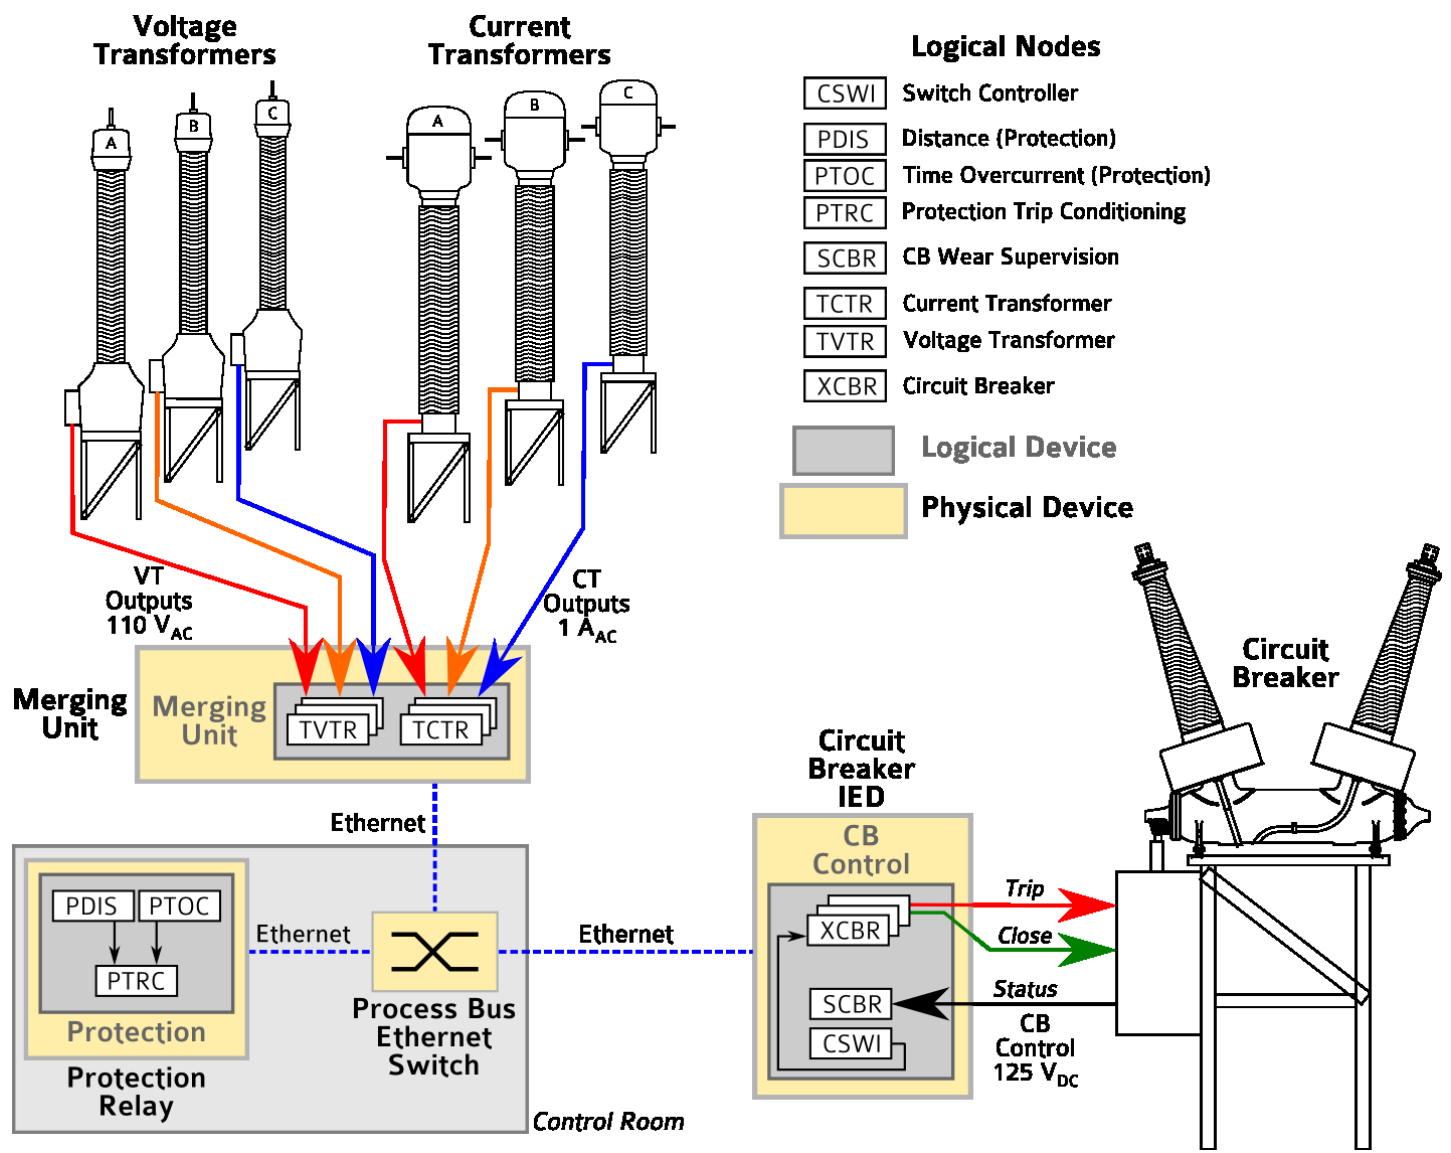 Voltage
Transformers
Current
Transformers
A
B
C
A
B
C
Logical Nodes
CSWI Switch Controller
PDIS Distance (Protection)
PTOC Time Overcurrent (Protection)
PTRC Protection Trip Conditioning
SCBR CB Wear Supervision
TCTR Current Transformer
TVTR Voltage Transformer
XCBR Circuit Breaker
Logical Device
Physical Device
VT
Outputs
110 VAC
CT
Outputs
1 AAC
Merging
Unit
Merging
Unit
TVTR
TCTR
Ethernet
Circuit
Breaker
Circuit
Breaker
IED
CB
Control
XCBR
SCBR
CSWI
Trip
Close
Status
CB
Control
125 VDC
PDIS
PTOC
PTRC
Protection
Protection
Relay
Ethernet
Ethernet
Process Bus
Ethernet
Switch
Control Room